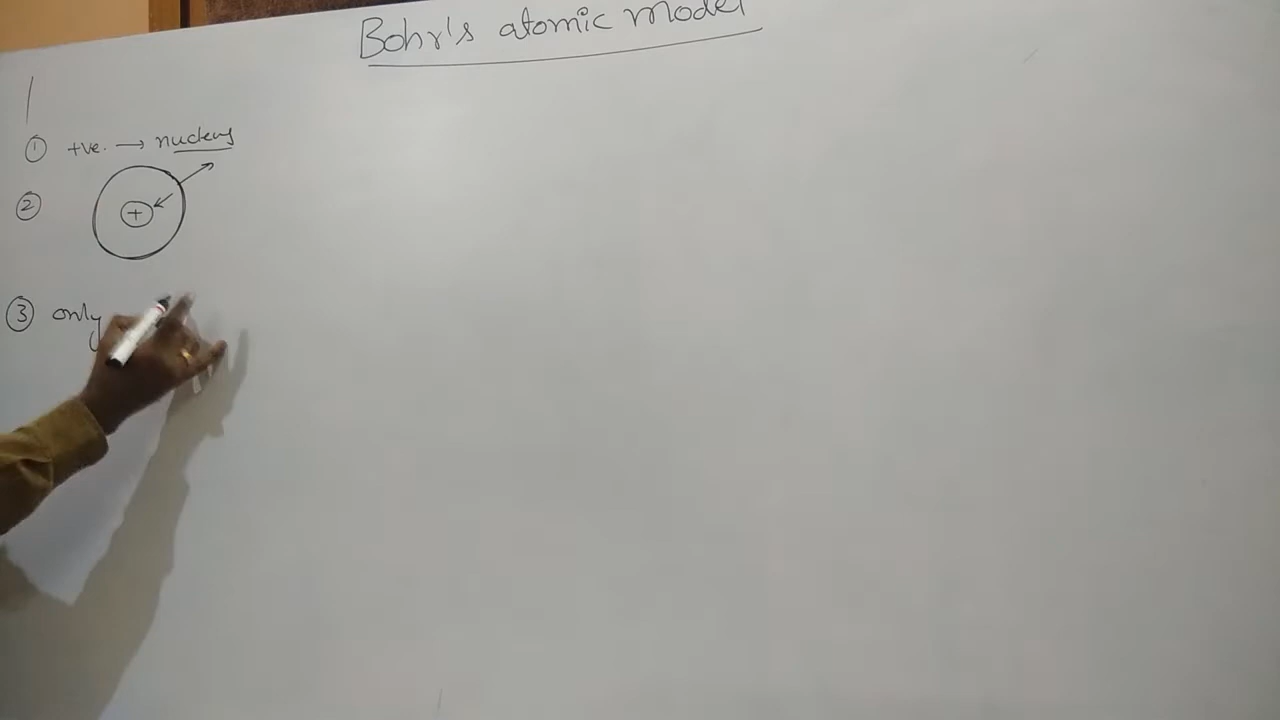 Bohr's atomic model
① +ve. → nucleus
② +
③ only